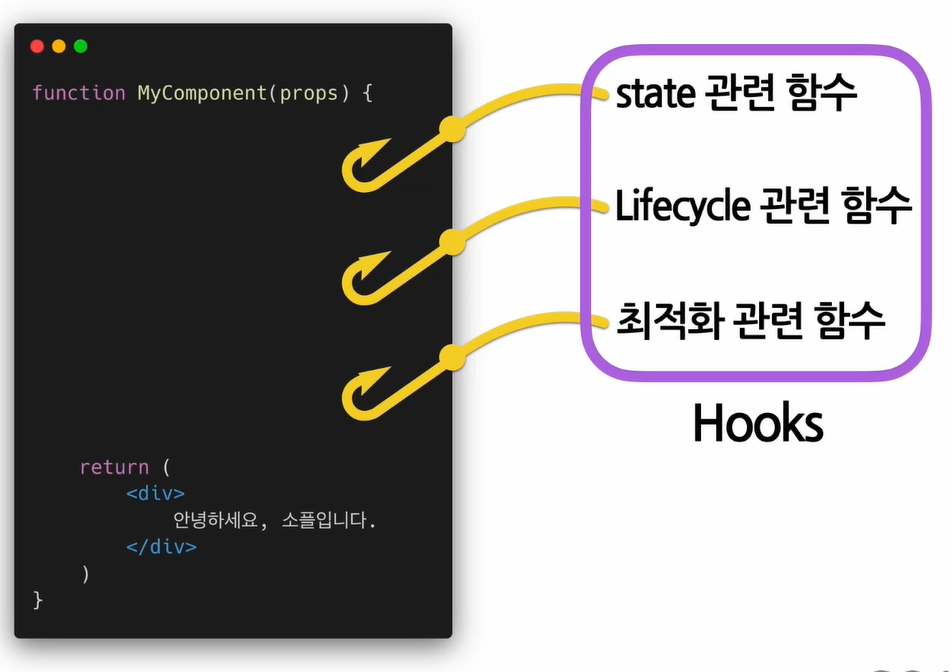 function MyComponent(props) {
state 관련 함수
Lifecycle 관련 함수
최적화 관련 함수
Hooks
return (
<div>
안녕하세요, 소플입니다.
</div>
)
}